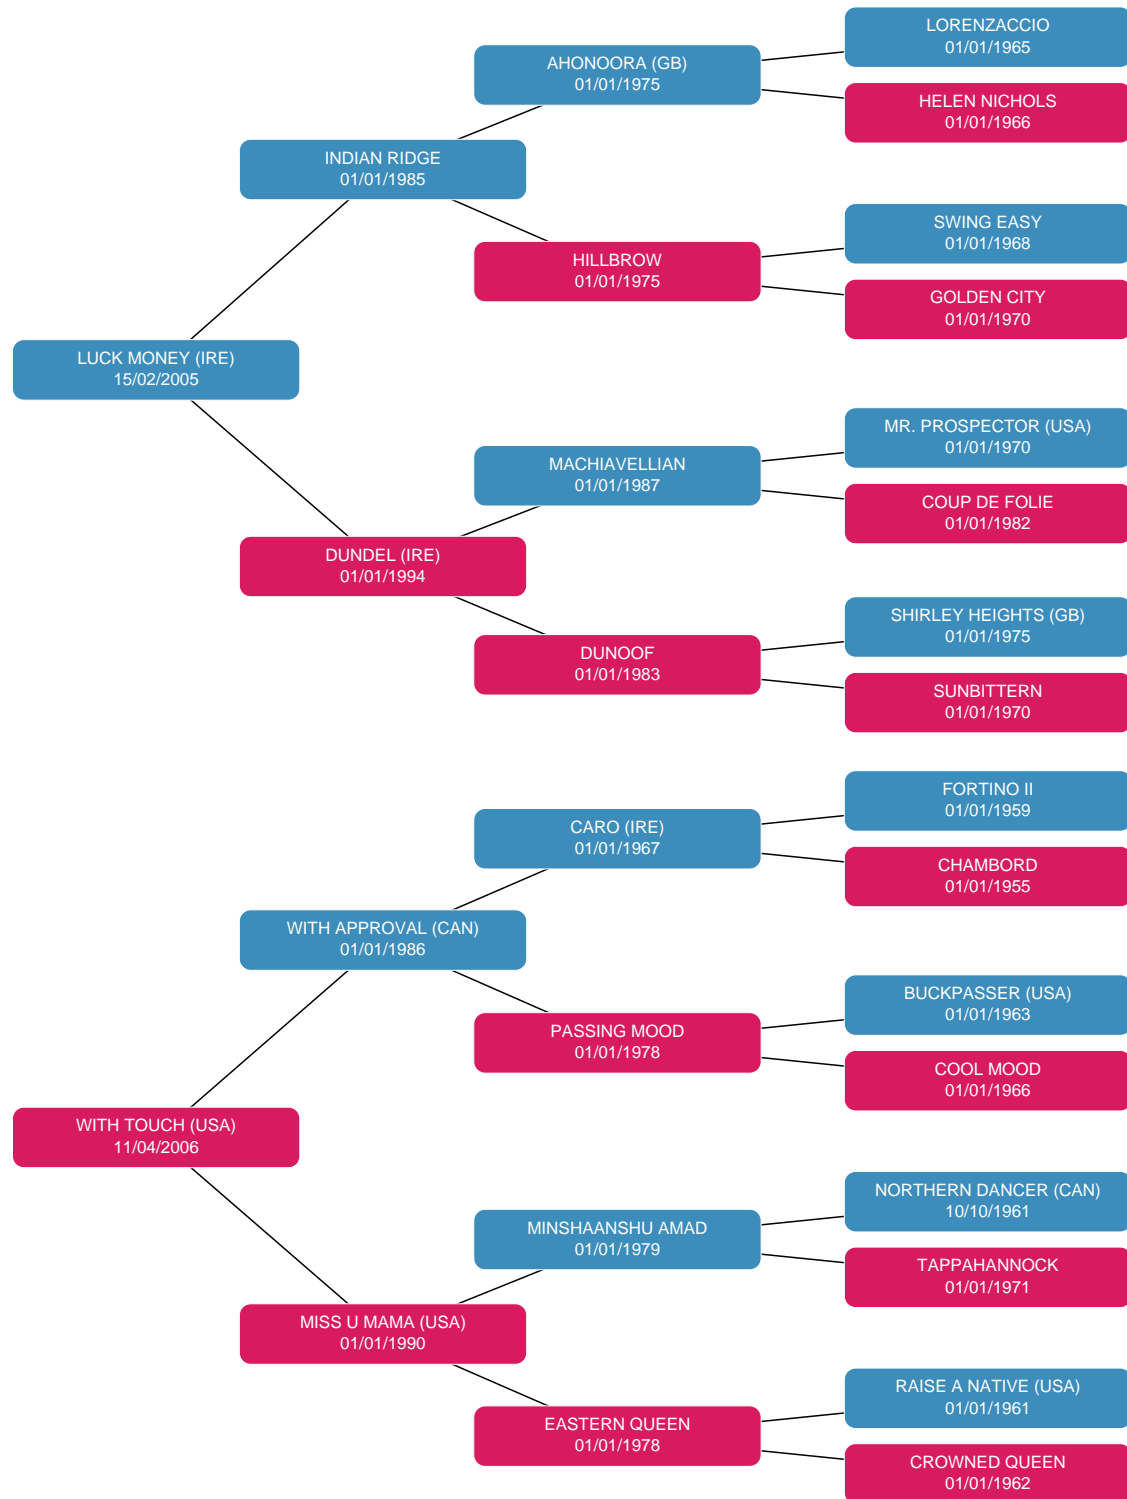 LORENZACCIO
01/01/1965
AHONOORA (GB)
01/01/1975
HELEN NICHOLS
01/01/1966
INDIAN RIDGE
01/01/1985
SWING EASY
01/01/1968
HILLBROW
01/01/1975
GOLDEN CITY
01/01/1970
LUCK MONEY (IRE)
15/02/2005
MR. PROSPECTOR (USA)
01/01/1970
MACHIAVELLIAN
01/01/1987
COUP DE FOLIE
01/01/1982
DUNDEL (IRE)
01/01/1994
SHIRLEY HEIGHTS (GB)
01/01/1975
DUNOOF
01/01/1983
SUNBITTERN
01/01/1970
FORTINO II
01/01/1959
CARO (IRE)
01/01/1967
CHAMBORD
01/01/1955
WITH APPROVAL (CAN)
01/01/1986
BUCKPASSER (USA)
01/01/1963
PASSING MOOD
01/01/1978
COOL MOOD
01/01/1966
WITH TOUCH (USA)
11/04/2006
NORTHERN DANCER (CAN)
10/10/1961
MINSHAANSHU AMAD
01/01/1979
TAPPAHANNOCK
01/01/1971
MISS U MAMA (USA)
01/01/1990
RAISE A NATIVE (USA)
01/01/1961
EASTERN QUEEN
01/01/1978
CROWNED QUEEN
01/01/1962